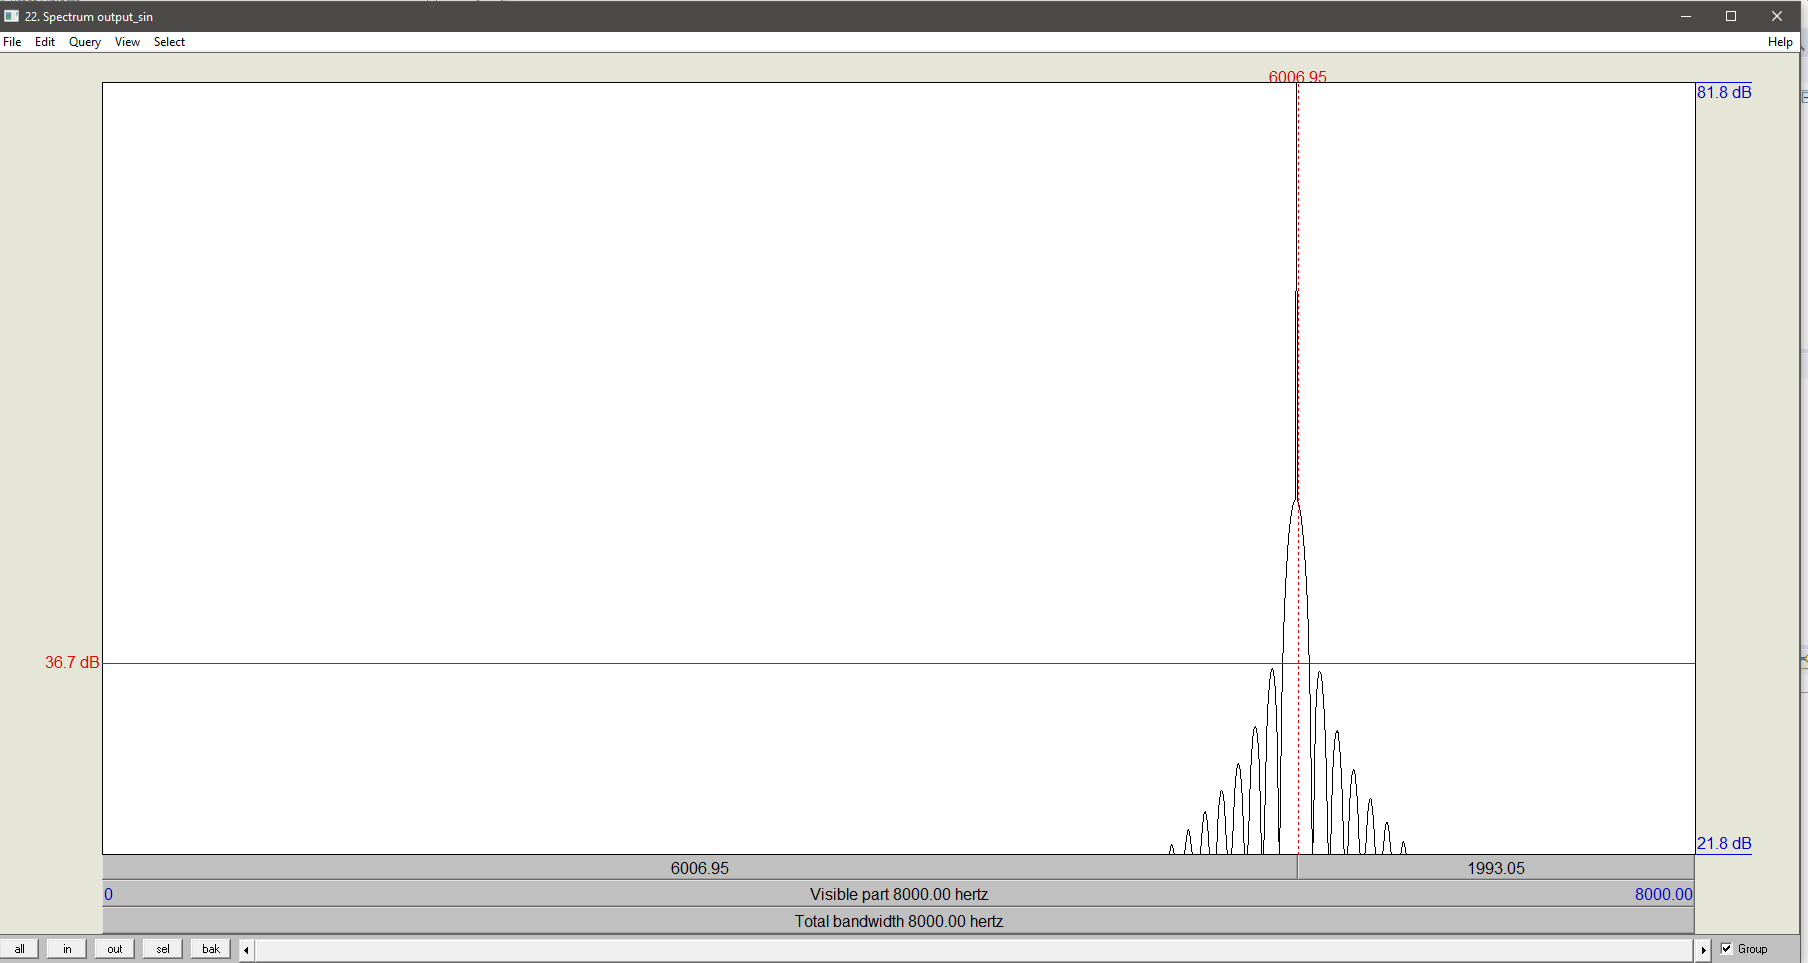 22. Spectrum output_sin
File Edit Query View Select Help
6006.95
81.8 dB
36.7 dB
21.8 dB
6006.95 1993.05
0 Visible part 8000.00 hertz 8000.00
Total bandwidth 8000.00 hertz
all in out sel bak Group